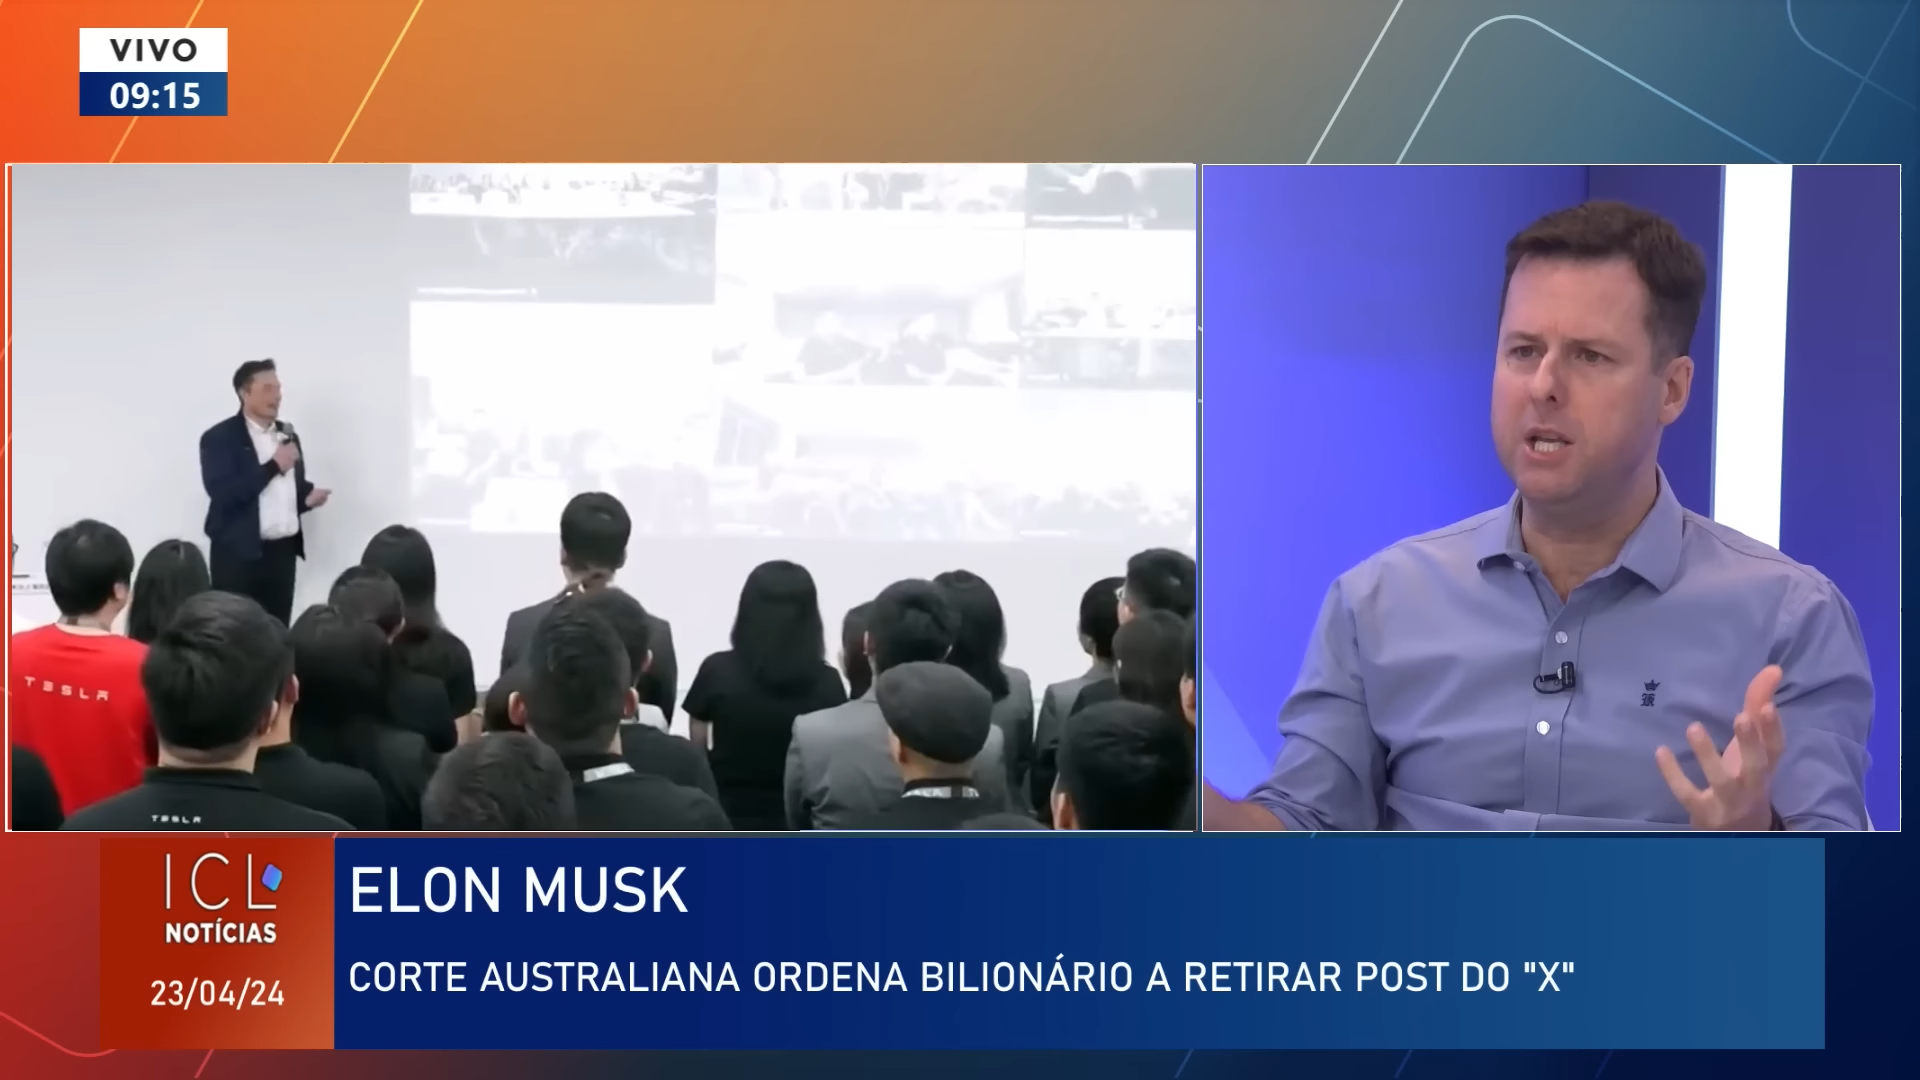 VIVO
09:15
TESLA
TESLA
ICL
NOTÍCIAS
23/04/24
ELON MUSK
CORTE AUSTRALIANA ORDENA BILIONÁRIO A RETIRAR POST DO "X"